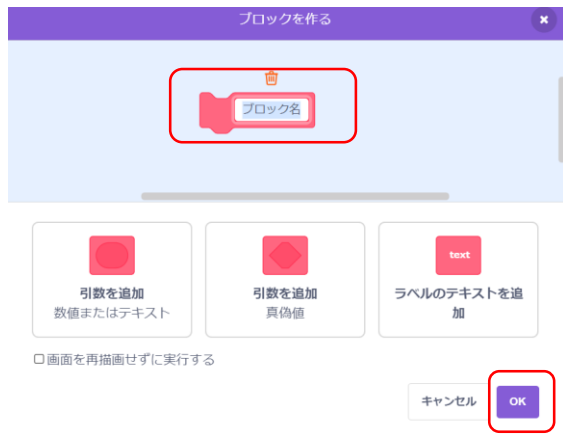 ブロックを作る
ブロック名
text
引数を追加
数値またはテキスト
引数を追加
真偽値
ラベルのテキストを追
加
画面を再描画せずに実行する
キャンセル
OK